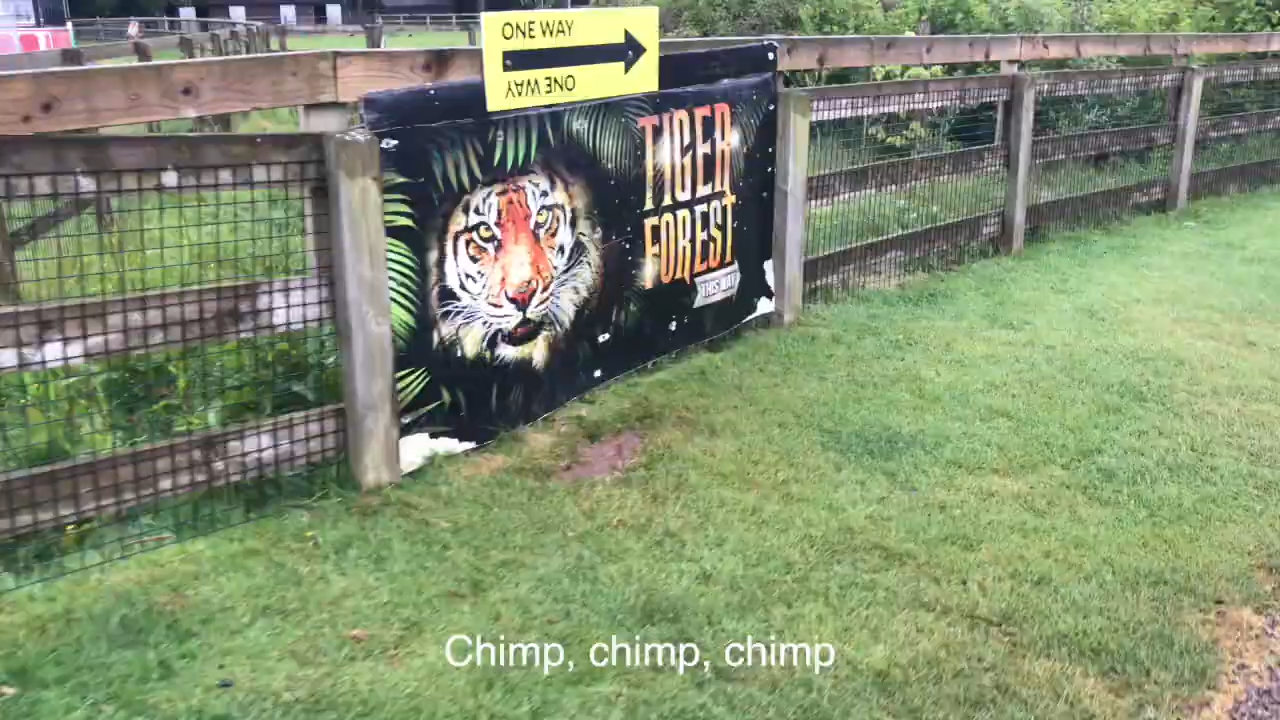 ONE WAY
ONE WAY
TIGER
FOREST
THIS WAY
Chimp, chimp, chimp